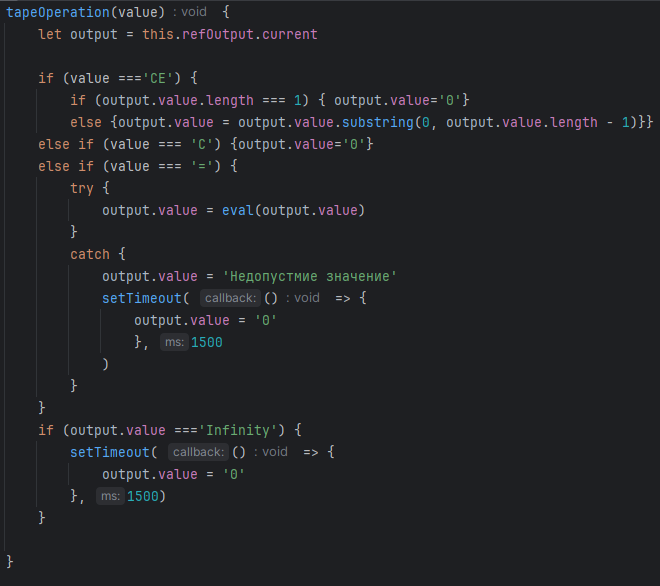 tapeOperation(value) : void {
let output = this.refOutput.current
if (value ==='CE') {
if (output.value.length === 1) { output.value='0'}
else {output.value = output.value.substring(0, output.value.length - 1)}}
else if (value === 'C') {output.value='0'}
else if (value === '=') {
try {
output.value = eval(output.value)
}
catch {
output.value = 'Недопустмие значение'
setTimeout( callback: () : void => {
output.value = '0'
}, ms: 1500
)
}
}
if (output.value ==='Infinity') {
setTimeout( callback: () : void => {
output.value = '0'
}, ms: 1500)
}
}